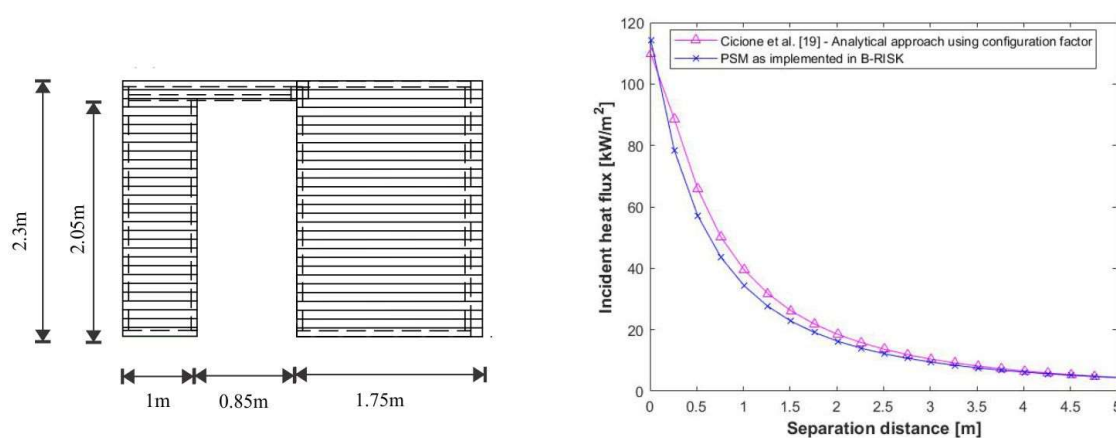 2.3m
2.05m
1m
0.85m
1.75m
120
100
80
60
40
20
0
Incident heat flux [kW/m²]
Cicione et al. [19] - Analytical approach using configuration factor
PSM as implemented in B-RISK
0 0.5 1 1.5 2 2.5 3 3.5 4 4.5 5
Separation distance [m]